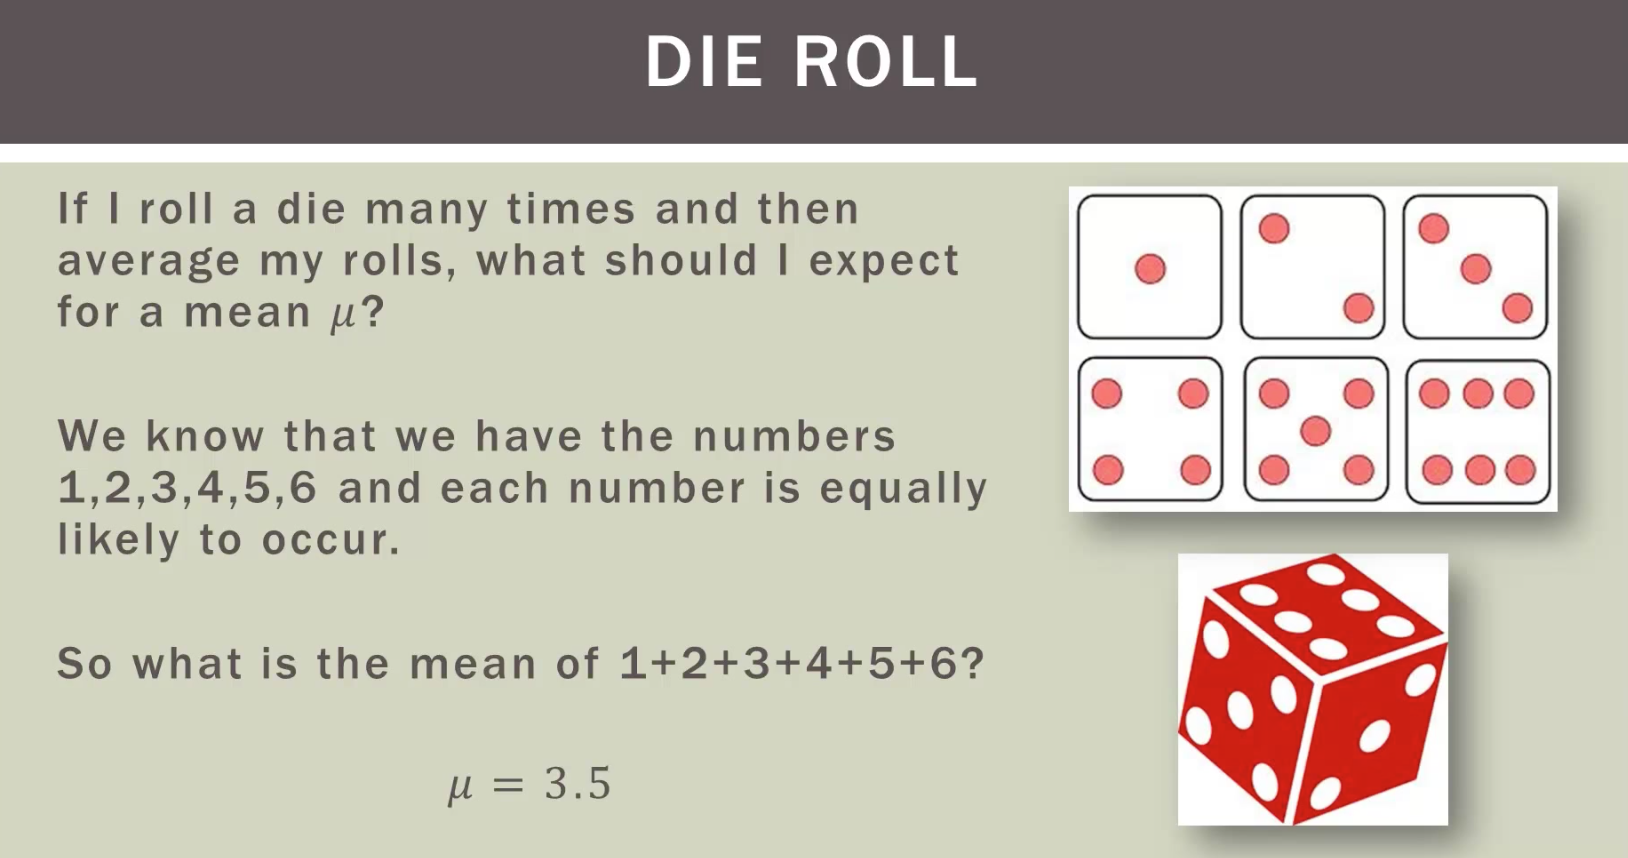 DIE ROLL
If I roll a die many times and then
average my rolls, what should I expect
for a mean μ?
We know that we have the numbers
1,2,3,4,5,6 and each number is equally
likely to occur.
So what is the mean of 1+2+3+4+5+6?
μ = 3.5